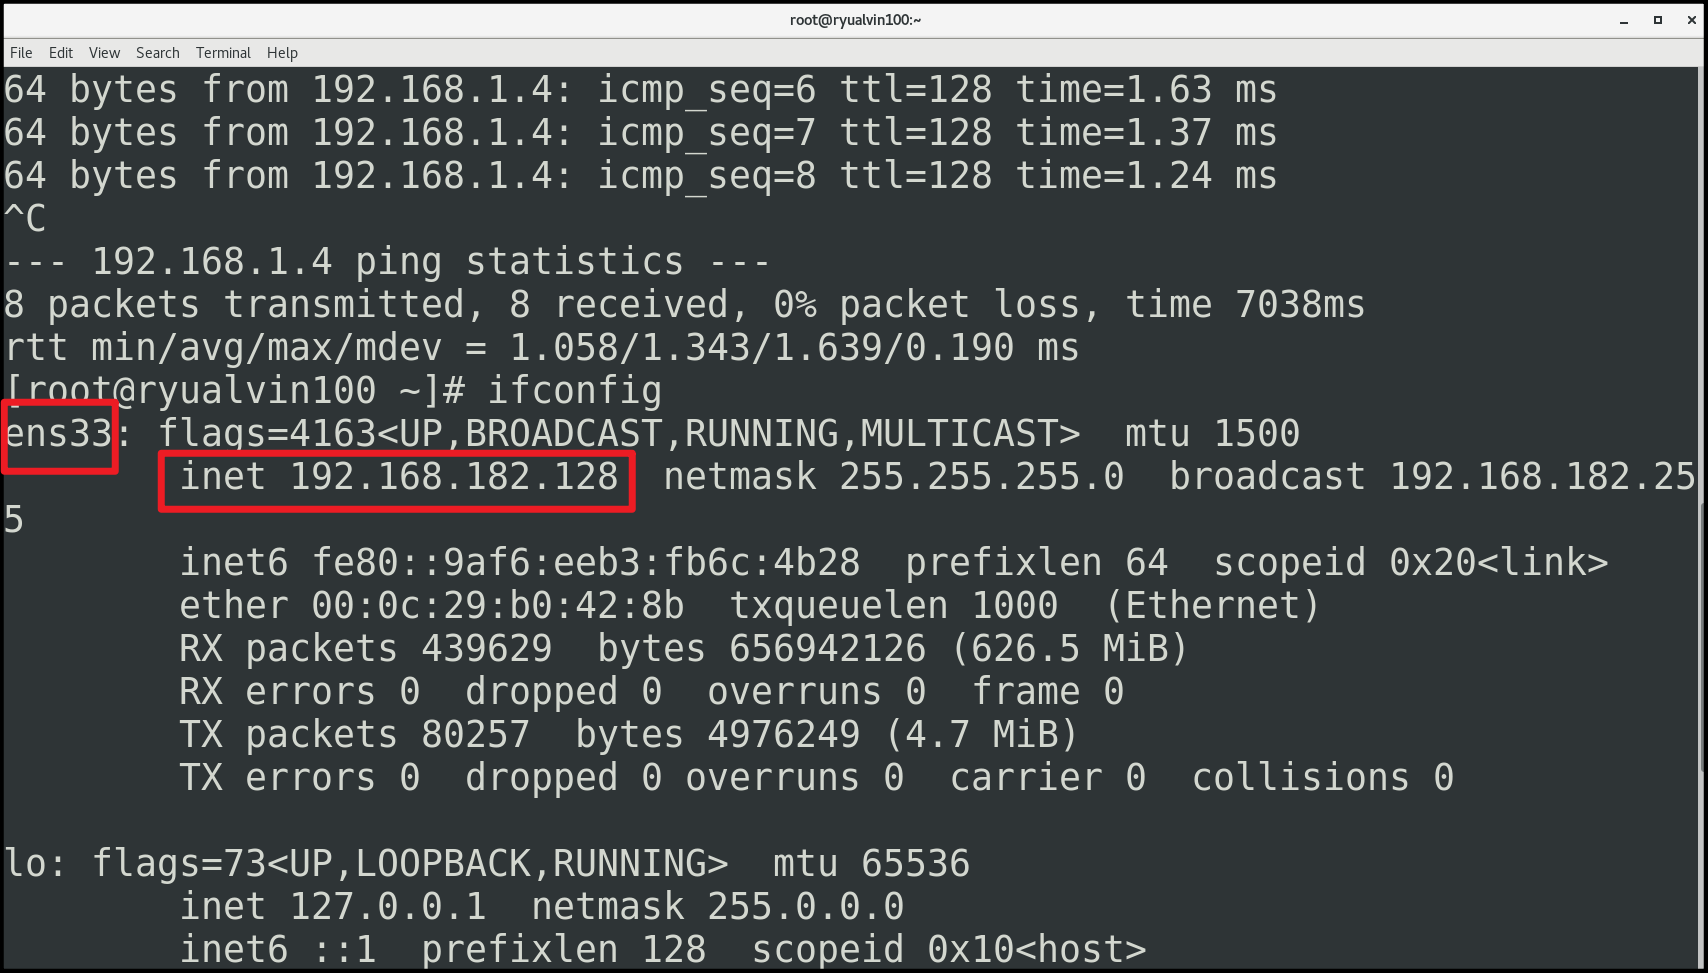 root@ryualvin100:~
File Edit View Search Terminal Help
64 bytes from 192.168.1.4: icmp_seq=6 ttl=128 time=1.63 ms
64 bytes from 192.168.1.4: icmp_seq=7 ttl=128 time=1.37 ms
64 bytes from 192.168.1.4: icmp_seq=8 ttl=128 time=1.24 ms
^C
--- 192.168.1.4 ping statistics ---
8 packets transmitted, 8 received, 0% packet loss, time 7038ms
rtt min/avg/max/mdev = 1.058/1.343/1.639/0.190 ms
[root@ryualvin100 ~]# ifconfig
ens33: flags=4163<UP,BROADCAST,RUNNING,MULTICAST>  mtu 1500
        inet 192.168.182.128  netmask 255.255.255.0  broadcast 192.168.182.25
5
        inet6 fe80::9af6:eeb3:fb6c:4b28  prefixlen 64  scopeid 0x20<link>
        ether 00:0c:29:b0:42:8b  txqueuelen 1000  (Ethernet)
        RX packets 439629  bytes 656942126 (626.5 MiB)
        RX errors 0  dropped 0  overruns 0  frame 0
        TX packets 80257  bytes 4976249 (4.7 MiB)
        TX errors 0  dropped 0 overruns 0  carrier 0  collisions 0
lo: flags=73<UP,LOOPBACK,RUNNING>  mtu 65536
        inet 127.0.0.1  netmask 255.0.0.0
        inet6 ::1  prefixlen 128  scopeid 0x10<host>